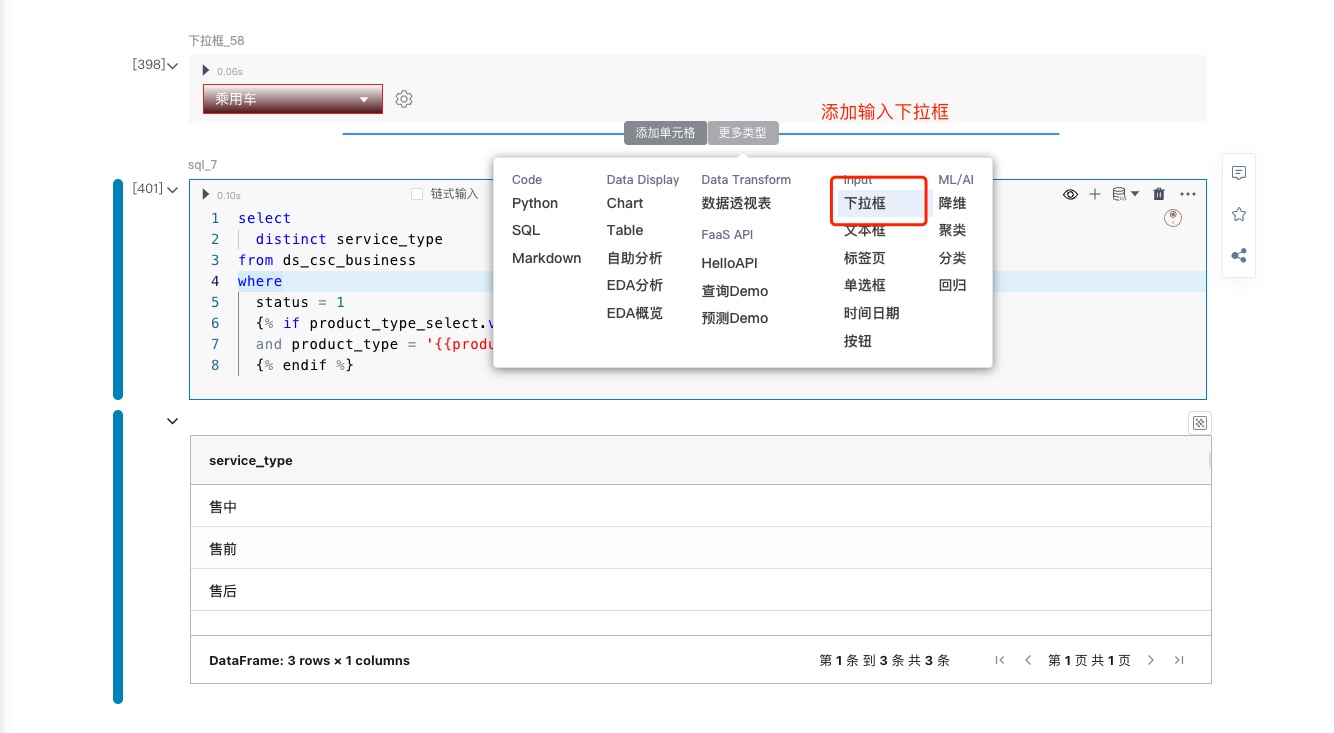 下拉框_58
[398]
0.06s
乘用车
添加输入下拉框
添加单元格 更多类型
sql_7
[401]
0.10s
链式输入
1 select
2 distinct service_type
3 from ds_csc_business
4 where
5 status = 1
6 {% if product_type_select.v
7 and product_type = '{{produ
8 {% endif %}
Code
Python
SQL
Markdown
Data Display
Chart
Table
自助分析
EDA分析
EDA概览
Data Transform
数据透视表
FaaS API
HelloAPI
查询Demo
预测Demo
Input
下拉框
文本框
标签页
单选框
时间日期
按钮
ML/AI
降维
聚类
分类
回归
service_type
售中
售前
售后
DataFrame: 3 rows × 1 columns
第 1 条 到 3 条 共 3 条
第 1 页 共 1 页